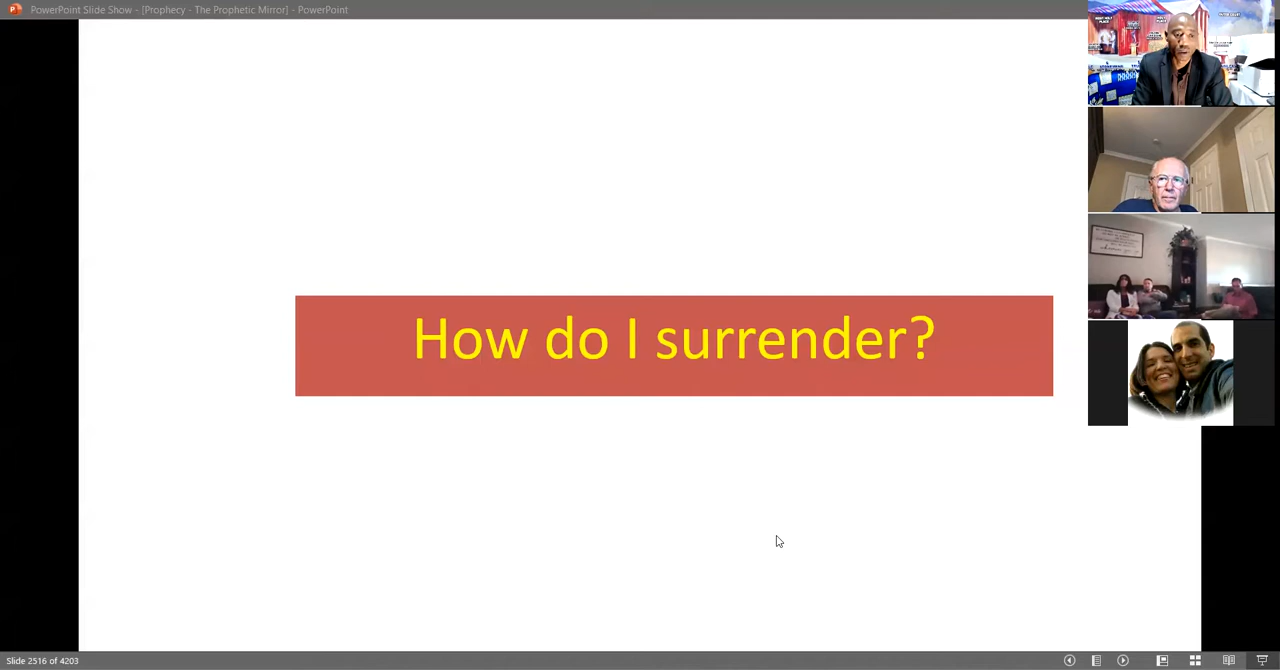 PowerPoint Slide Show - [Prophecy - The Prophetic Mirror] - PowerPoint
How do I surrender?
Slide 2516 of 4203